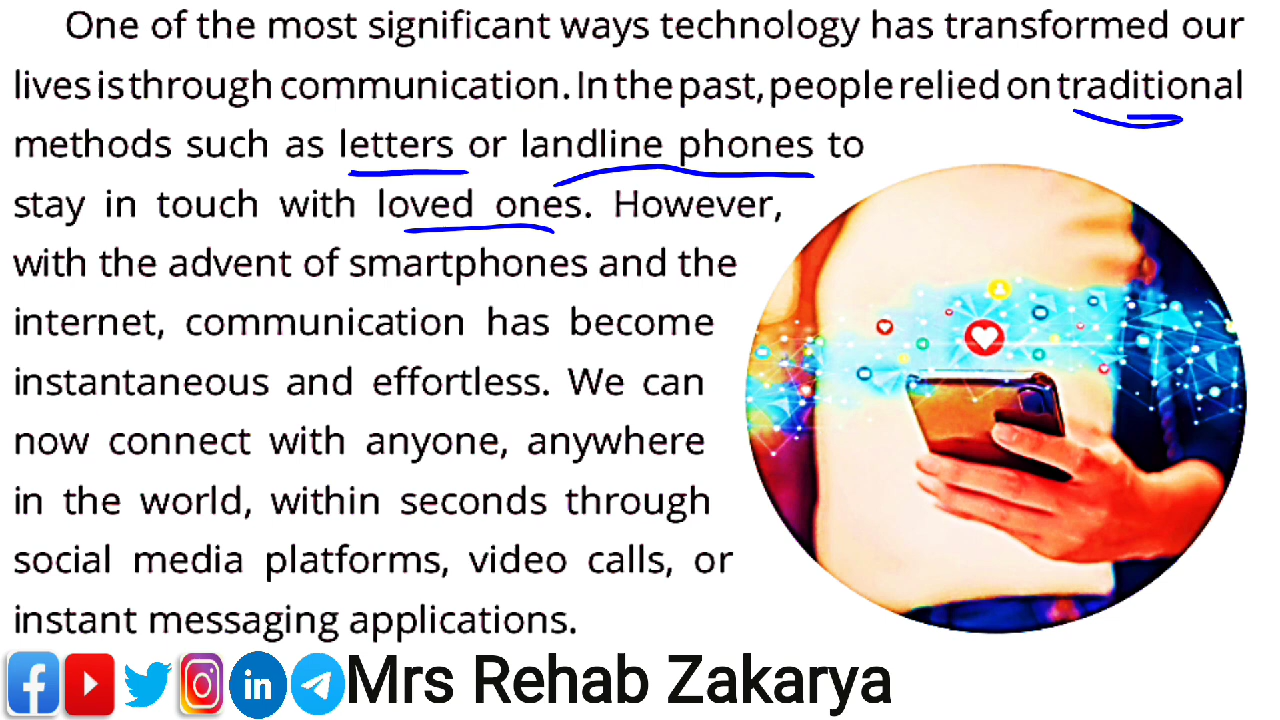 One of the most significant ways technology has transformed our
lives is through communication. In the past, people relied on traditional
methods such as letters or landline phones to
stay in touch with loved ones. However,
with the advent of smartphones and the
internet, communication has become
instantaneous and effortless. We can
now connect with anyone, anywhere
in the world, within seconds through
social media platforms, video calls, or
instant messaging applications.
Mrs Rehab Zakarya